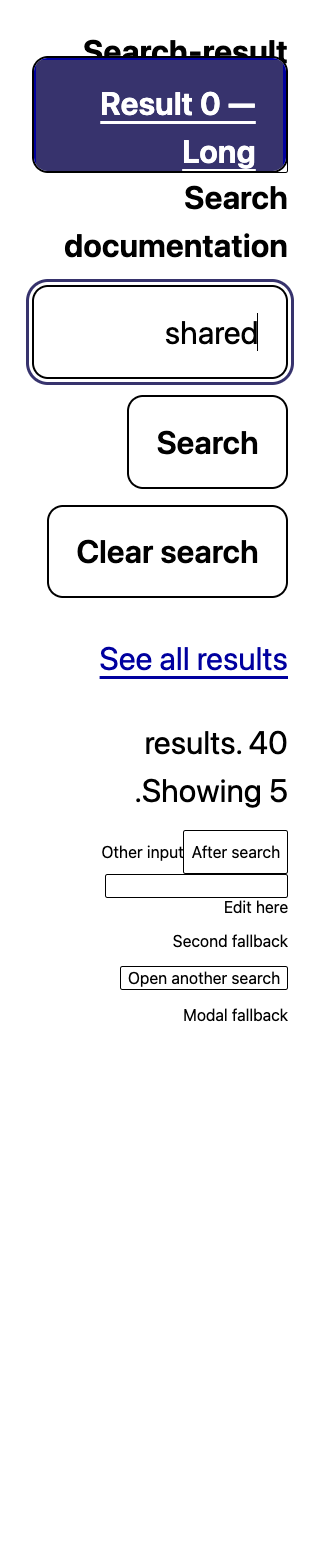 Search-result
Result 0 —
Long
Search
documentation
shared
Search
Clear search
See all results
results. 40
.Showing 5
Other input After search
Edit here
Second fallback
Open another search
Modal fallback